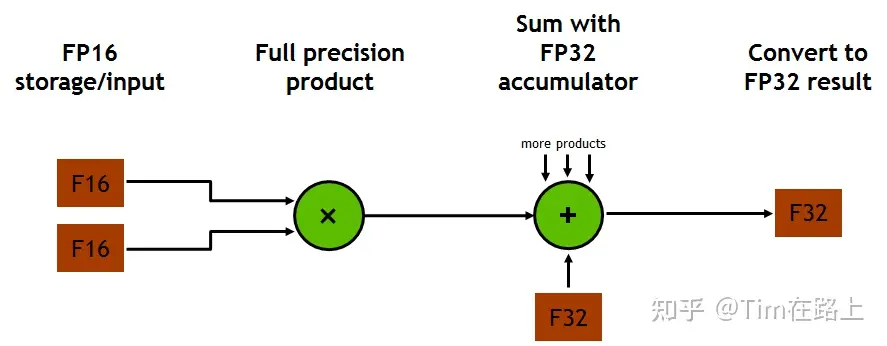 FP16
storage/input
Full precision
product
Sum with
FP32
accumulator
Convert to
FP32 result
more products
F16
F16
×
+
F32
F32
知乎 @Tim在路上